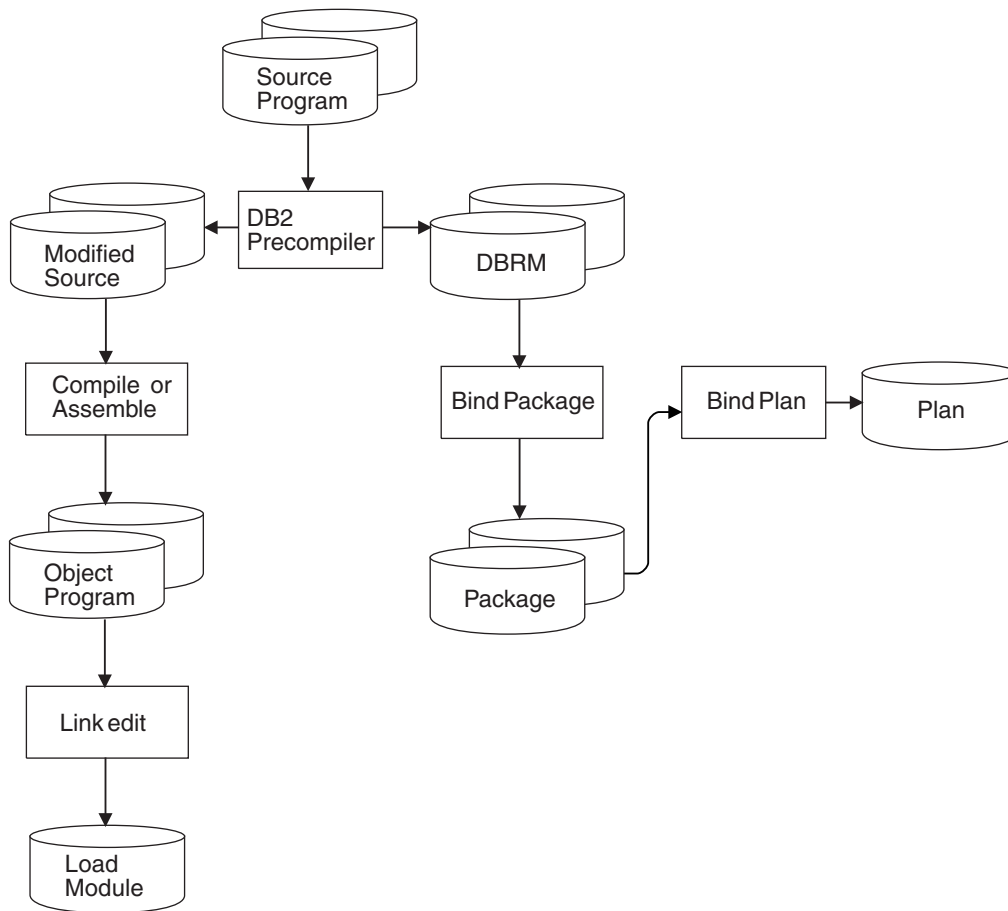 Source
Program
DB2
Precompiler
Modified
Source
DBRM
Compile or
Assemble
Bind Package
Bind Plan
Plan
Object
Program
Package
Link edit
Load
Module